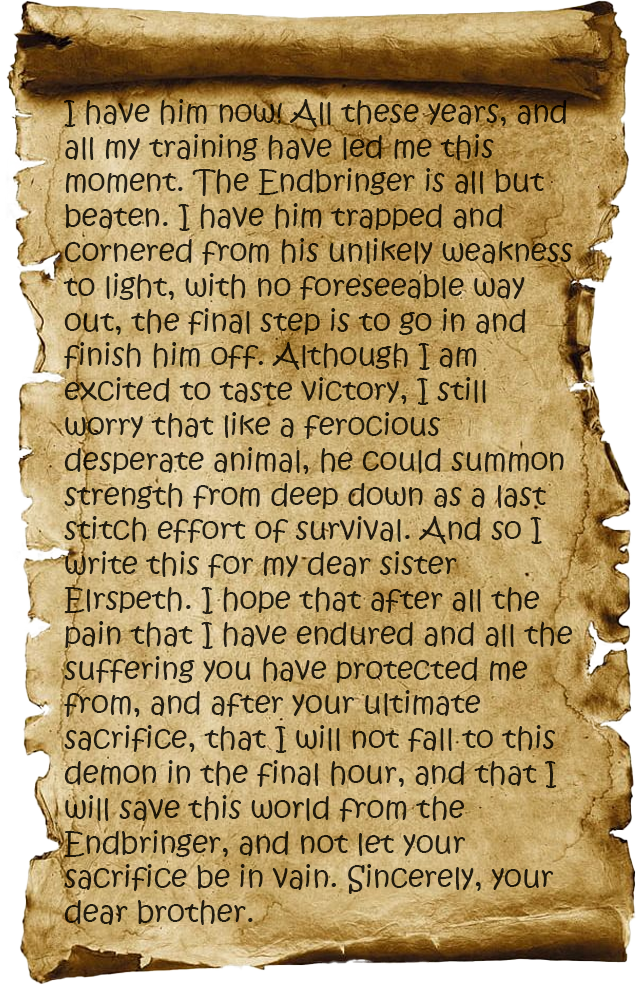 I have him now! All these years, and
all my training have led me this
moment. The Endbringer is all but
beaten. I have him trapped and
cornered from his unlikely weakness
to light, with no foreseeable way
out, the final step is to go in and
finish him off. Although I am
excited to taste victory, I still
worry that like a ferocious
desperate animal, he could summon
strength from deep down as a last
stitch effort of survival. And so I
write this for my dear sister
Elrspeth. I hope that after all the
pain that I have endured and all the
suffering you have protected me
from, and after your ultimate
sacrifice, that I will not fall to this
demon in the final hour, and that I
will save this world from the
Endbringer, and not let your
sacrifice be in vain. Sincerely, your
dear brother.